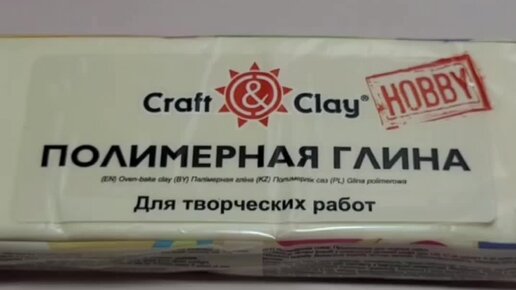 Craft & Clay®
HOBBY
ПОЛИМЕРНАЯ ГЛИНА
(EN) Oven-bake clay (BY) Палімерная гліна (KZ) Полимерлік саз (PL) Glina polimerowa
Для творческих работ